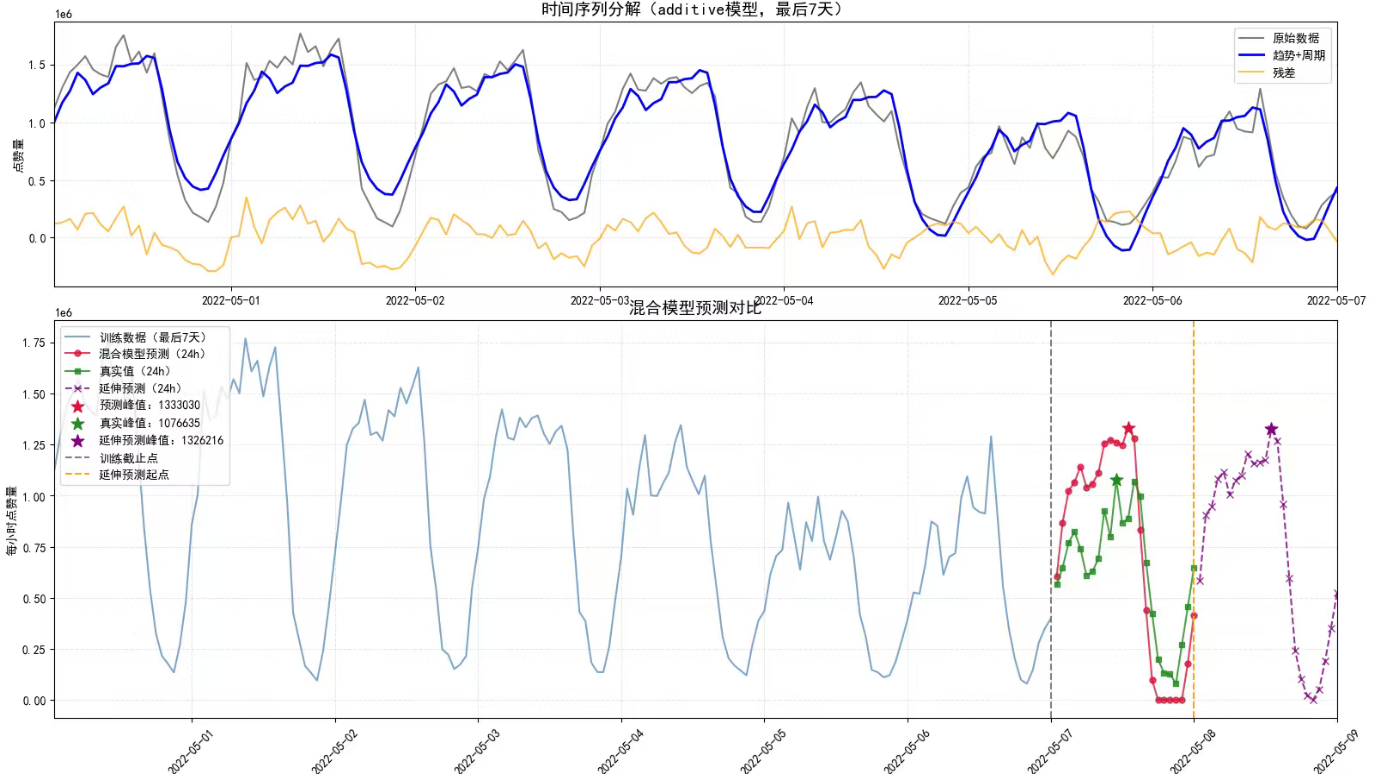 时间序列分解（additive模型，最后7天）
1e6
1.5
1.0
0.5
0.0
点赞量
原始数据
趋势+周期
残差
2022-05-01
2022-05-02
2022-05-03
2022-05-04
2022-05-05
2022-05-06
2022-05-07
混合模型预测对比
1e6
1.75
1.50
1.25
1.00
0.75
0.50
0.25
0.00
每小时点赞量
训练数据（最后7天）
混合模型预测（24h）
真实值（24h）
延伸预测（24h）
预测峰值：1333030
真实峰值：1076635
延伸预测峰值：1326216
训练截止点
延伸预测起点
2022-05-01
2022-05-02
2022-05-03
2022-05-04
2022-05-05
2022-05-06
2022-05-07
2022-05-08
2022-05-09